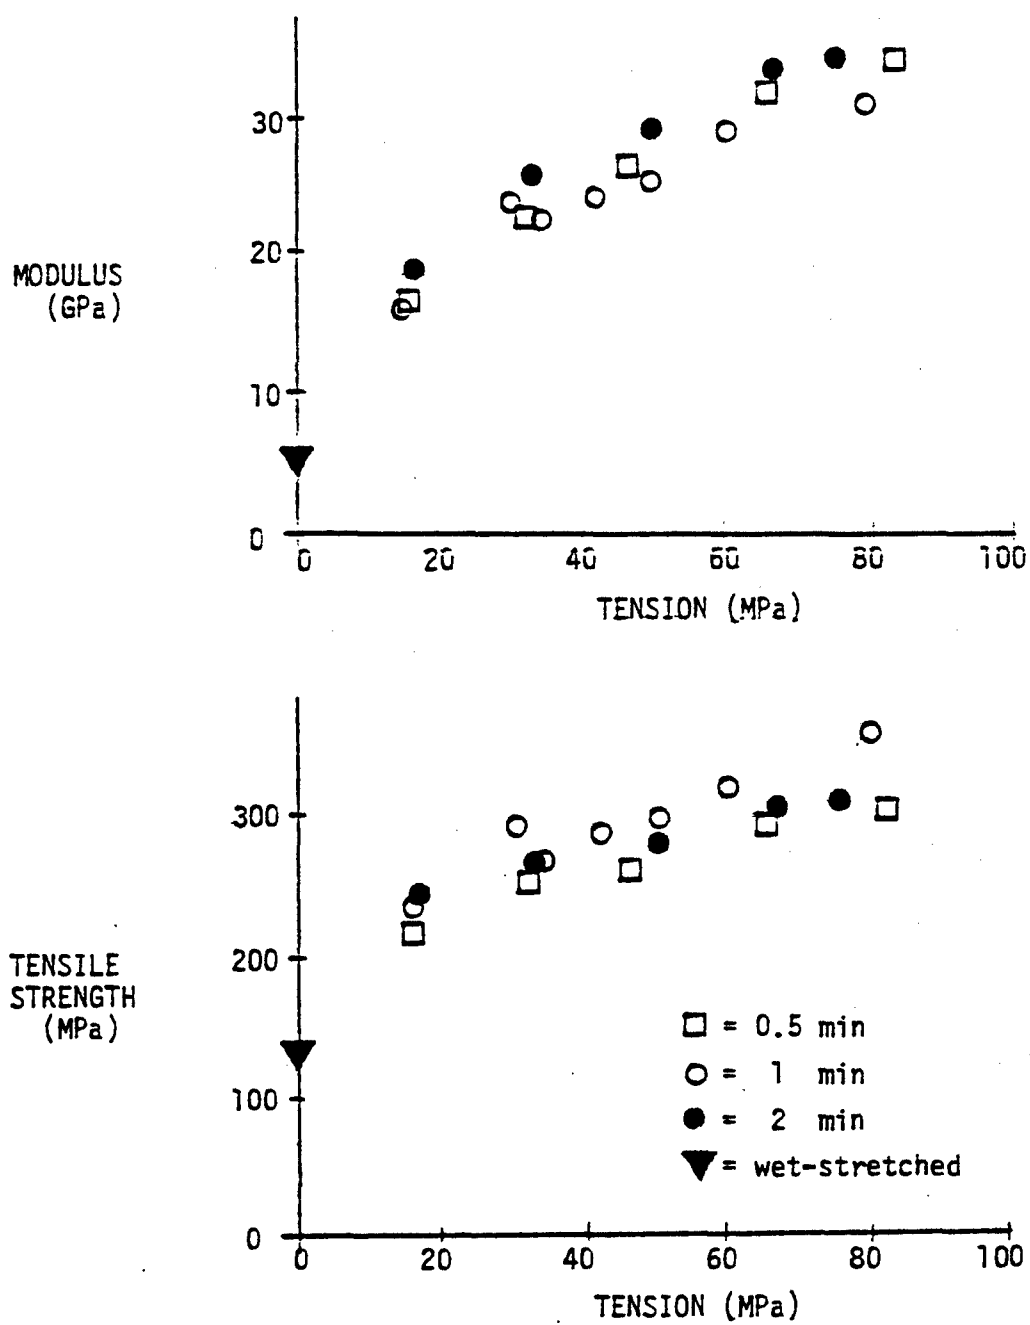 30
20
MODULUS
(GPa)
10
0
0 20 40 60 80 100
TENSION (MPa)
300
200
TENSILE
STRENGTH
(MPa)
□ = 0.5 min
○ = 1 min
100
● = 2 min
▼ = wet-stretched
0
0 20 40 60 80 100
TENSION (MPa)